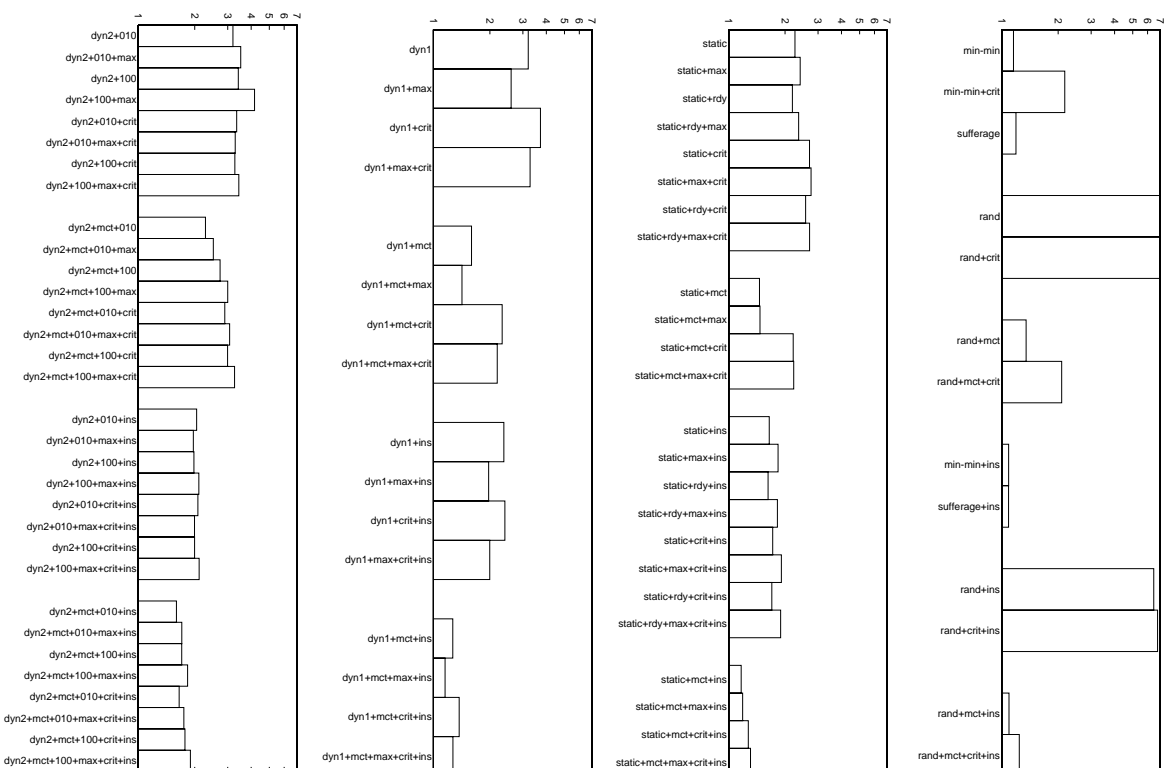 1 2 3 4 5 6 7
dyn2+010
dyn2+010+max
dyn2+100
dyn2+100+max
dyn2+010+crit
dyn2+010+max+crit
dyn2+100+crit
dyn2+100+max+crit
dyn2+mct+010
dyn2+mct+010+max
dyn2+mct+100
dyn2+mct+100+max
dyn2+mct+010+crit
dyn2+mct+010+max+crit
dyn2+mct+100+crit
dyn2+mct+100+max+crit
dyn2+010+ins
dyn2+010+max+ins
dyn2+100+ins
dyn2+100+max+ins
dyn2+010+crit+ins
dyn2+010+max+crit+ins
dyn2+100+crit+ins
dyn2+100+max+crit+ins
dyn2+mct+010+ins
dyn2+mct+010+max+ins
dyn2+mct+100+ins
dyn2+mct+100+max+ins
dyn2+mct+010+crit+ins
dyn2+mct+010+max+crit+ins
dyn2+mct+100+crit+ins
dyn2+mct+100+max+crit+ins
1 2 3 4 5 6 7
dyn1
dyn1+max
dyn1+crit
dyn1+max+crit
dyn1+mct
dyn1+mct+max
dyn1+mct+crit
dyn1+mct+max+crit
dyn1+ins
dyn1+max+ins
dyn1+crit+ins
dyn1+max+crit+ins
dyn1+mct+ins
dyn1+mct+max+ins
dyn1+mct+crit+ins
dyn1+mct+max+crit+ins
1 2 3 4 5 6 7
static
static+max
static+rdy
static+rdy+max
static+crit
static+max+crit
static+rdy+crit
static+rdy+max+crit
static+mct
static+mct+max
static+mct+crit
static+mct+max+crit
static+ins
static+max+ins
static+rdy+ins
static+rdy+max+ins
static+crit+ins
static+max+crit+ins
static+rdy+crit+ins
static+rdy+max+crit+ins
static+mct+ins
static+mct+max+ins
static+mct+crit+ins
static+mct+max+crit+ins
1 2 3 4 5 6 7
min-min
min-min+crit
sufferage
rand
rand+crit
rand+mct
rand+mct+crit
min-min+ins
sufferage+ins
rand+ins
rand+crit+ins
rand+mct+ins
rand+mct+crit+ins